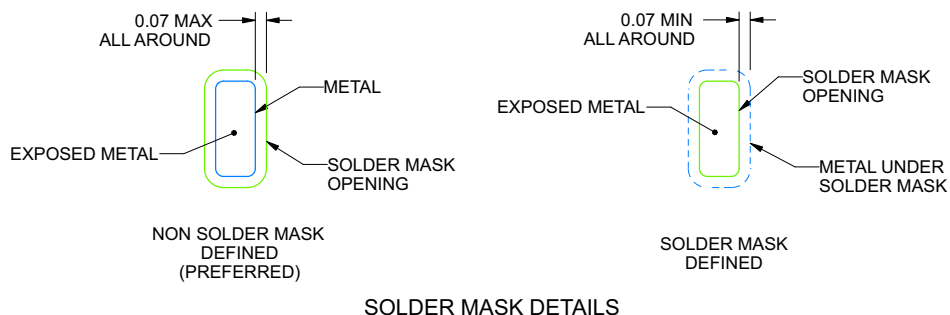 0.07 MAX
ALL AROUND
METAL
EXPOSED METAL
SOLDER MASK
OPENING
NON SOLDER MASK
DEFINED
(PREFERRED)
0.07 MIN
ALL AROUND
SOLDER MASK
OPENING
EXPOSED METAL
METAL UNDER
SOLDER MASK
SOLDER MASK
DEFINED
SOLDER MASK DETAILS